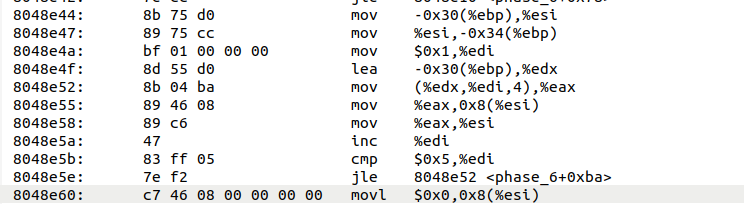 8048e44: 8b 75 d0 mov -0x30(%ebp),%esi
8048e47: 89 75 cc mov %esi,-0x34(%ebp)
8048e4a: bf 01 00 00 00 mov $0x1,%edi
8048e4f: 8d 55 d0 lea -0x30(%ebp),%edx
8048e52: 8b 04 ba mov (%edx,%edi,4),%eax
8048e55: 89 46 08 mov %eax,0x8(%esi)
8048e58: 89 c6 mov %eax,%esi
8048e5a: 47 inc %edi
8048e5b: 83 ff 05 cmp $0x5,%edi
8048e5e: 7e f2 jle 8048e52 <phase_6+0xba>
8048e60: c7 46 08 00 00 00 00 movl $0x0,0x8(%esi)